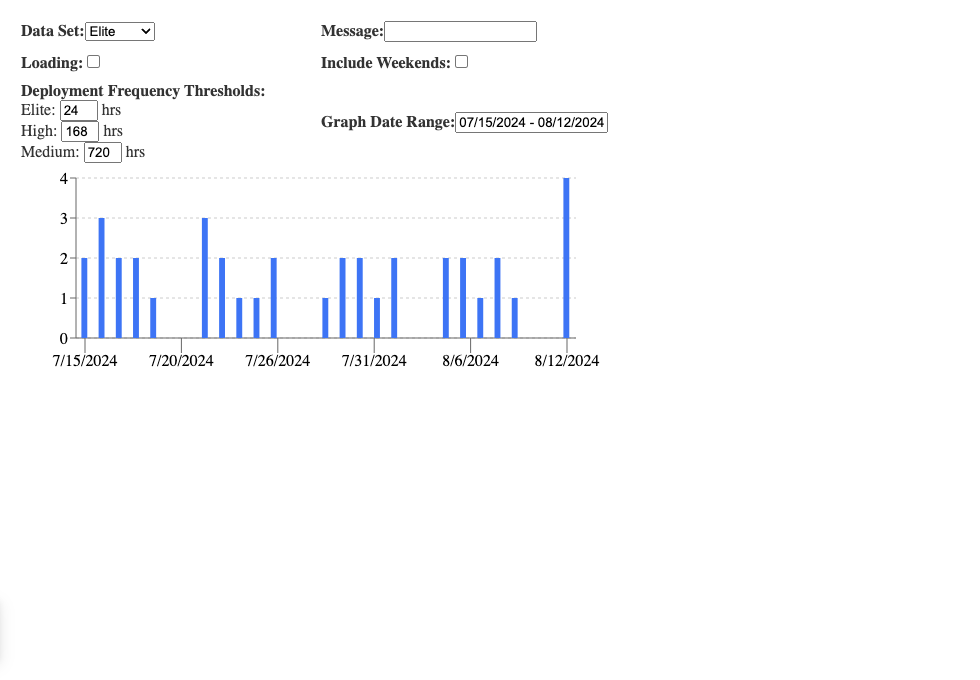 Data Set: Elite
Message:
Loading:
Include Weekends:
Deployment Frequency Thresholds:
Elite: 24 hrs
High: 168 hrs
Medium: 720 hrs
Graph Date Range: 07/15/2024 - 08/12/2024
4
3
2
1
0
7/15/2024 7/20/2024 7/26/2024 7/31/2024 8/6/2024 8/12/2024